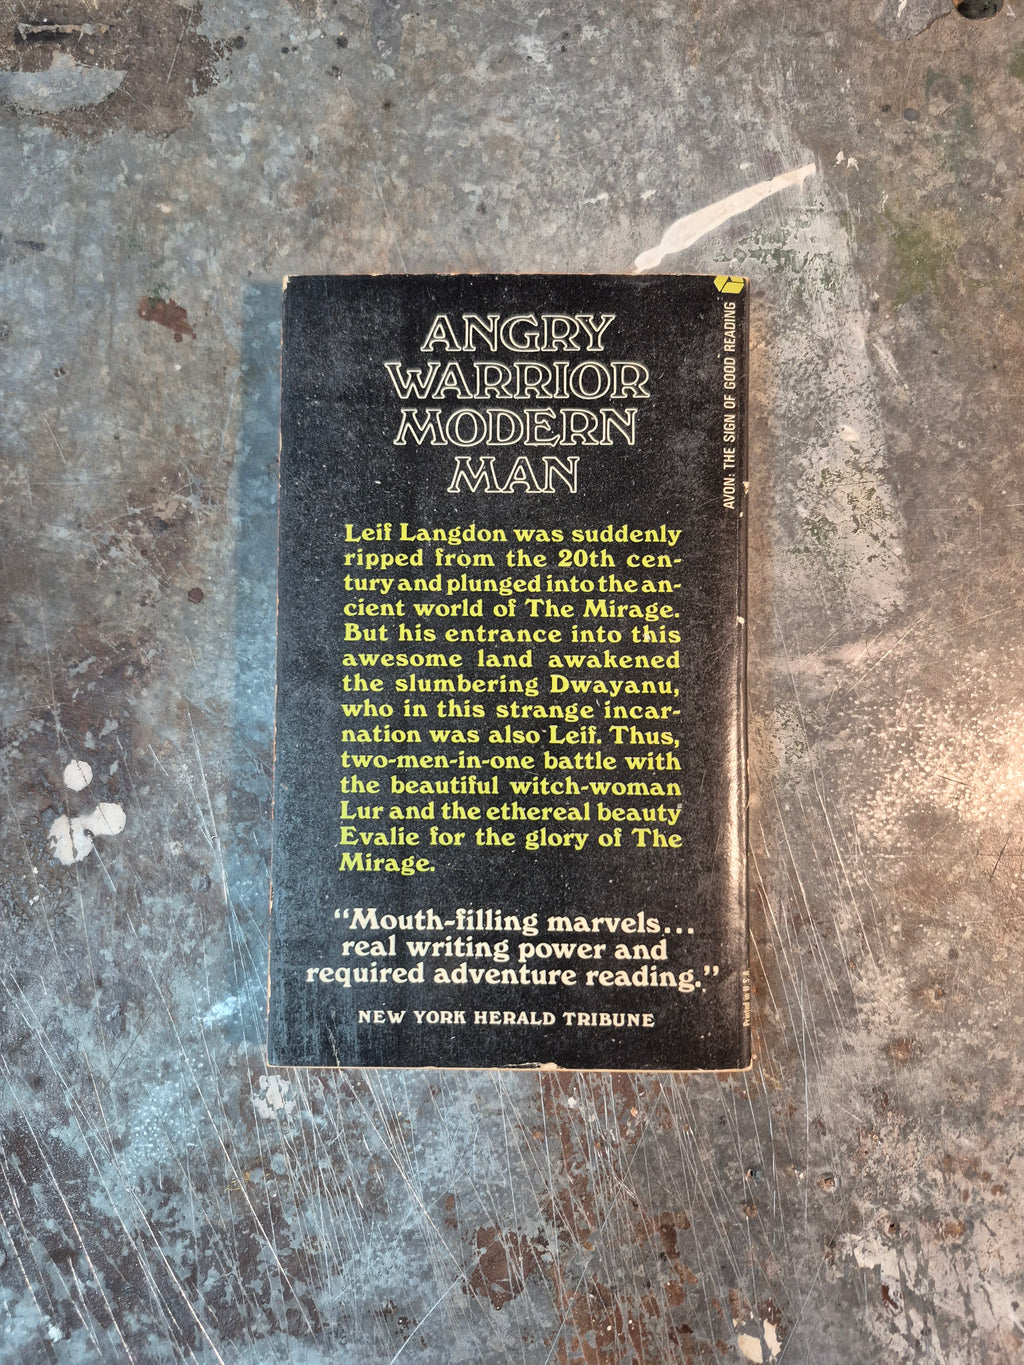 ANGRY
WARRIOR
MODERN
MAN
Leif Langdon was suddenly
ripped from the 20th cen-
tury and plunged into the an-
cient world of The Mirage.
But his entrance into this
awesome land awakened
the slumbering Dwayanu,
who in this strange incar-
nation was also Leif. Thus,
two-men-in-one battle with
the beautiful witch-woman
Lur and the ethereal beauty
Evalie for the glory of The
Mirage.
“Mouth-filling marvels...
real writing power and
required adventure reading.”
NEW YORK HERALD TRIBUNE
AVON: THE SIGN OF GOOD READING
Printed in U.S.A.